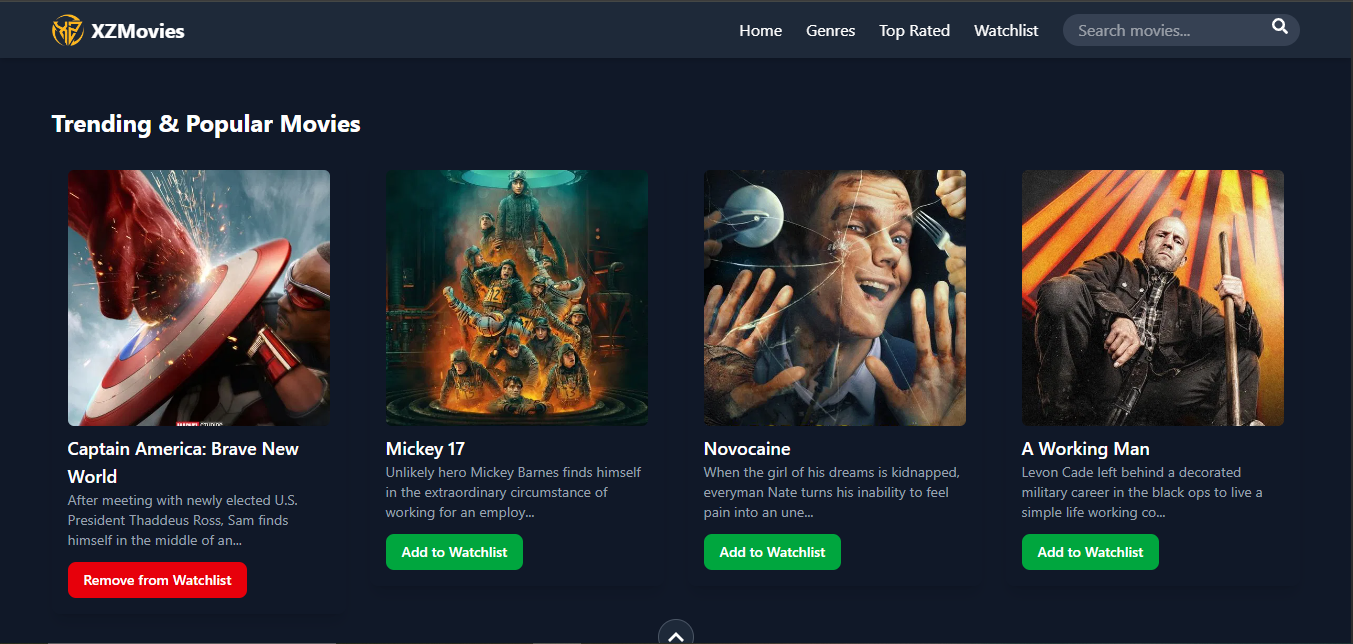 XZMovies
Home Genres Top Rated Watchlist Search movies...
Trending & Popular Movies
MARVEL STUDIOS
Captain America: Brave New
World
After meeting with newly elected U.S.
President Thaddeus Ross, Sam finds
himself in the middle of an...
Remove from Watchlist
Mickey 17
Unlikely hero Mickey Barnes finds himself
in the extraordinary circumstance of
working for an employ...
Add to Watchlist
Novocaine
When the girl of his dreams is kidnapped,
everyman Nate turns his inability to feel
pain into an une...
Add to Watchlist
MAN
A Working Man
Levon Cade left behind a decorated
military career in the black ops to live a
simple life working co...
Add to Watchlist